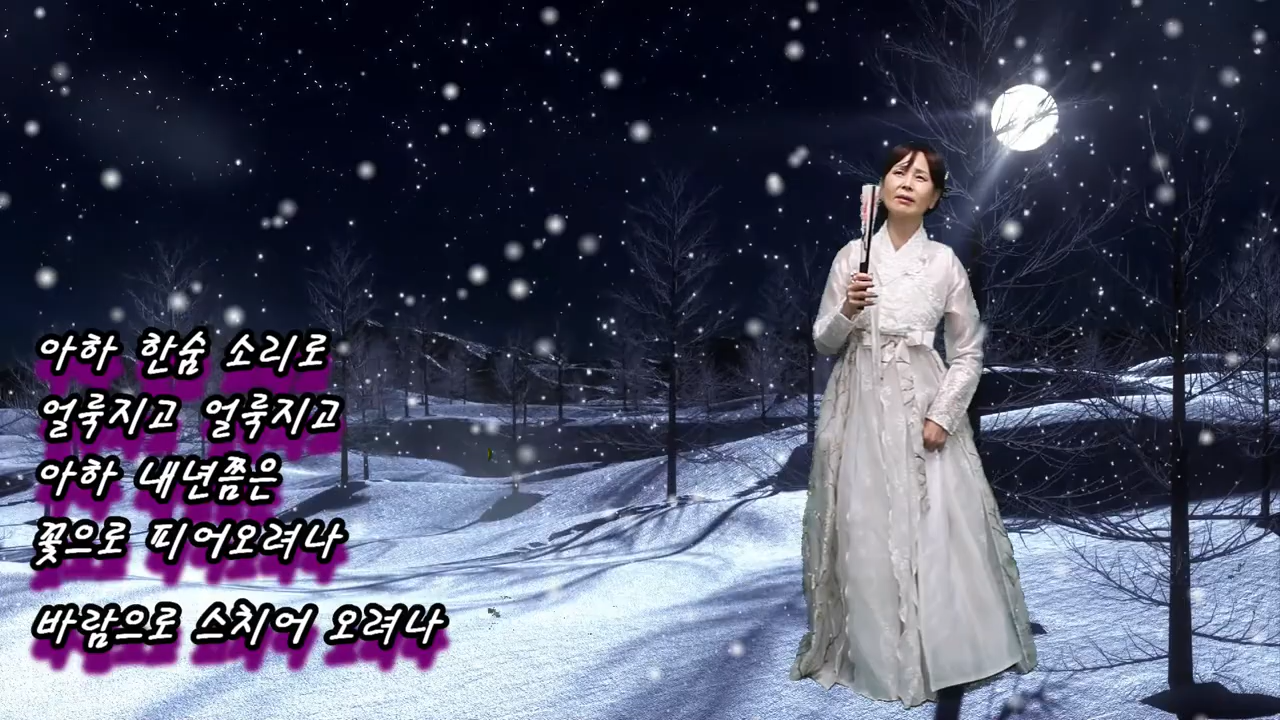 아하 한숨 소리로
얼룩지고 얼룩지고
아하 내년쯤은
꽃으로 피어오려나
바람으로 스치어 오려나